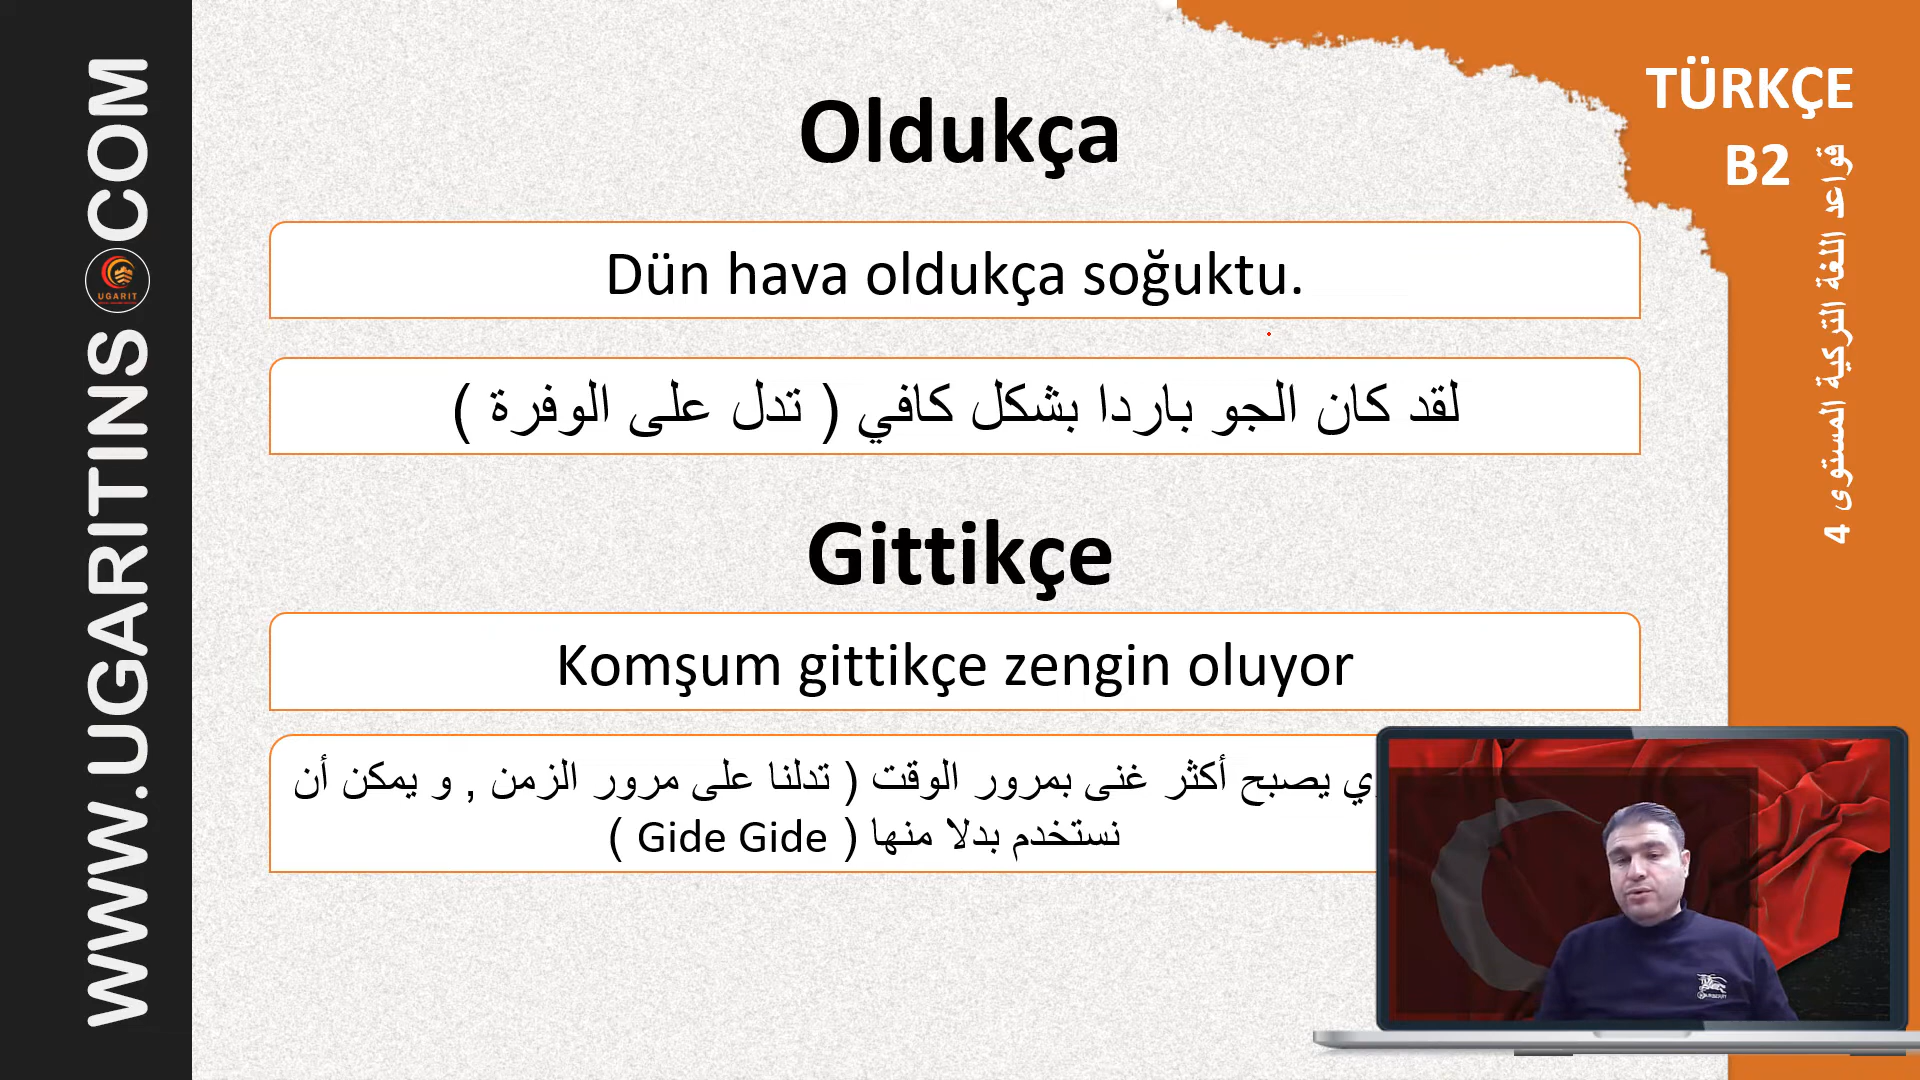 WWW.UGARITINS.COM
UGARIT
TÜRKÇE
B2
قواعد اللغة التركية المستوى 4
Oldukça
Dün hava oldukça soğuktu.
لقد كان الجو باردا بشكل كافي ( تدل على الوفرة )
Gittikçe
Komşum gittikçe zengin oluyor
يصبح أكثر غنى بمرور الوقت ( تدلنا على مرور الزمن , و يمكن أن
نستخدم بدلا منها ( Gide Gide )